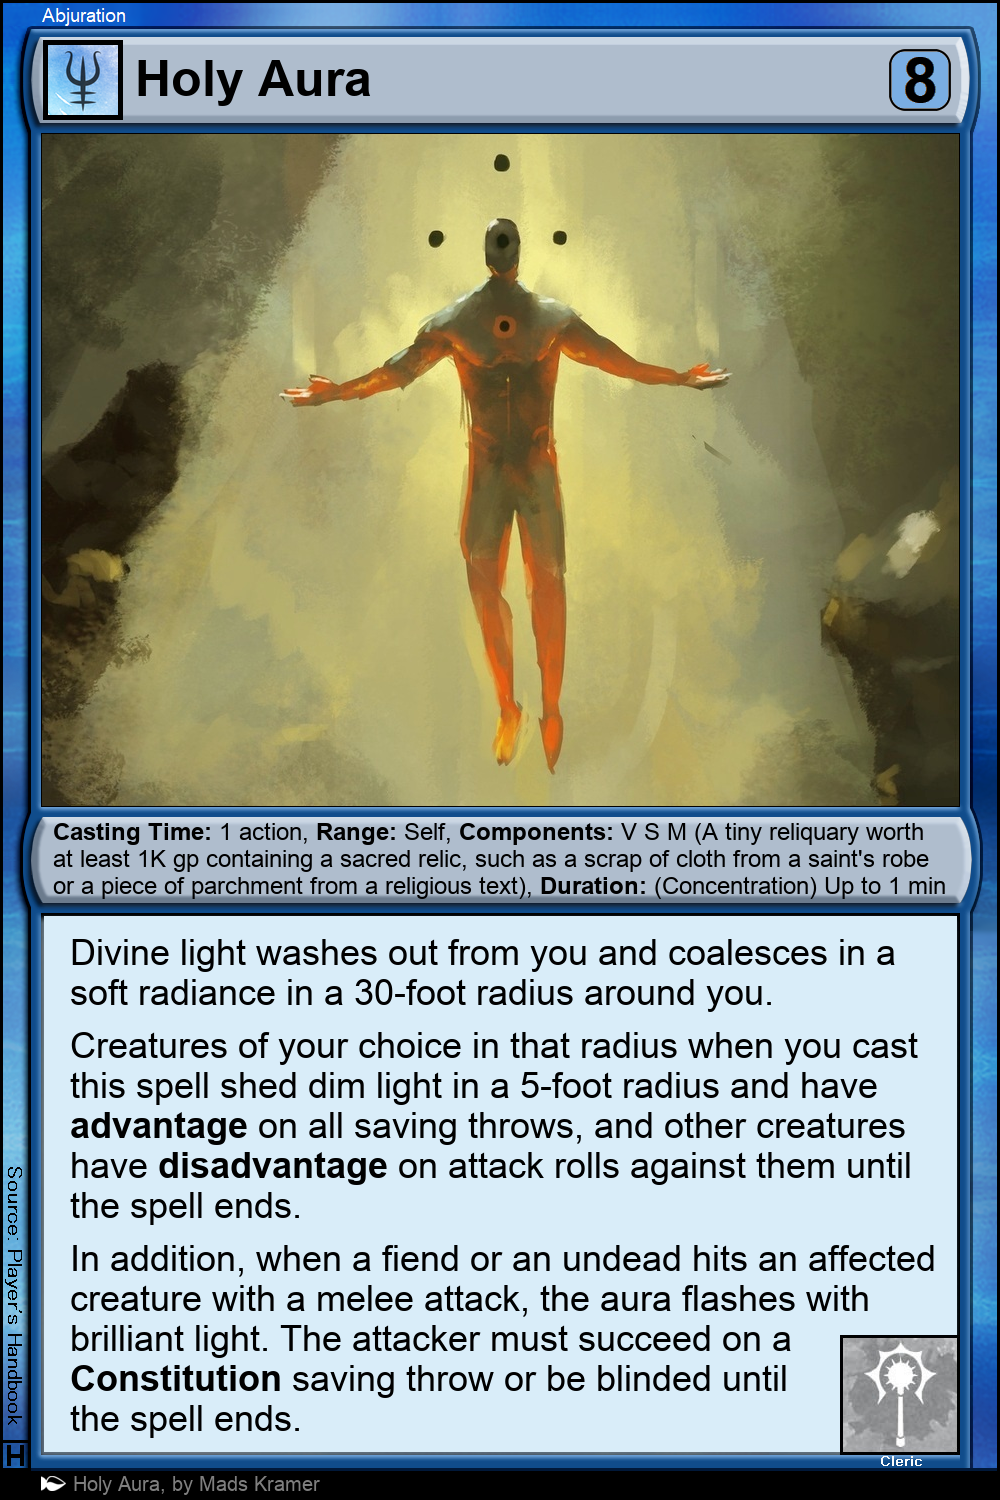 Abjuration
Holy Aura
8
Casting Time: 1 action, Range: Self, Components: V S M (A tiny reliquary worth
at least 1K gp containing a sacred relic, such as a scrap of cloth from a saint's robe
or a piece of parchment from a religious text), Duration: (Concentration) Up to 1 min
Divine light washes out from you and coalesces in a
soft radiance in a 30-foot radius around you.
Creatures of your choice in that radius when you cast
this spell shed dim light in a 5-foot radius and have
advantage on all saving throws, and other creatures
have disadvantage on attack rolls against them until
the spell ends.
In addition, when a fiend or an undead hits an affected
creature with a melee attack, the aura flashes with
brilliant light. The attacker must succeed on a
Constitution saving throw or be blinded until
the spell ends.
Source: Player's Handbook
H
Cleric
Holy Aura, by Mads Kramer